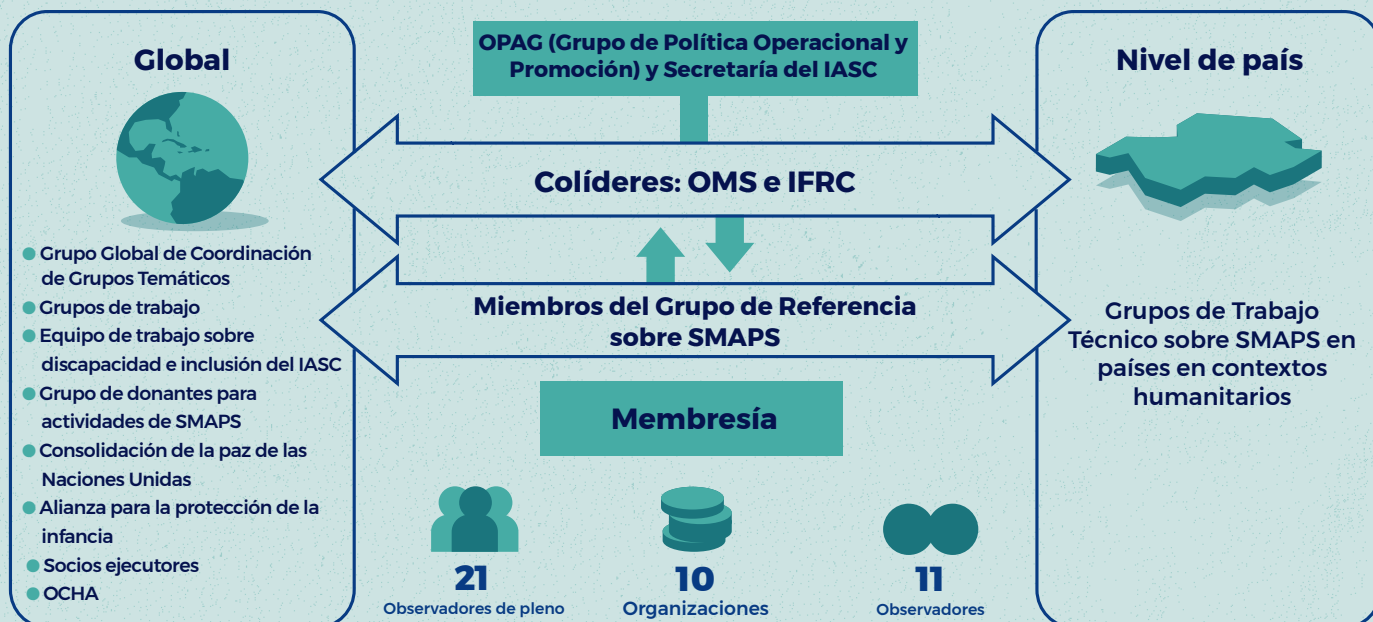 Global
Grupo Global de Coordinación
de Grupos Temáticos
Grupos de trabajo
Equipo de trabajo sobre
discapacidad e inclusión del IASC
Grupo de donantes para
actividades de SMAPS
Consolidación de la paz de las
Naciones Unidas
Alianza para la protección de la
infancia
Socios ejecutores
OCHA
OPAG (Grupo de Política Operacional y
Promoción) y Secretaría del IASC
Colíderes: OMS e IFRC
Miembros del Grupo de Referencia
sobre SMAPS
Membresía
21
Observadores de pleno
10
Organizaciones
11
Observadores
Nivel de país
Grupos de Trabajo
Técnico sobre SMAPS en
países en contextos
humanitarios